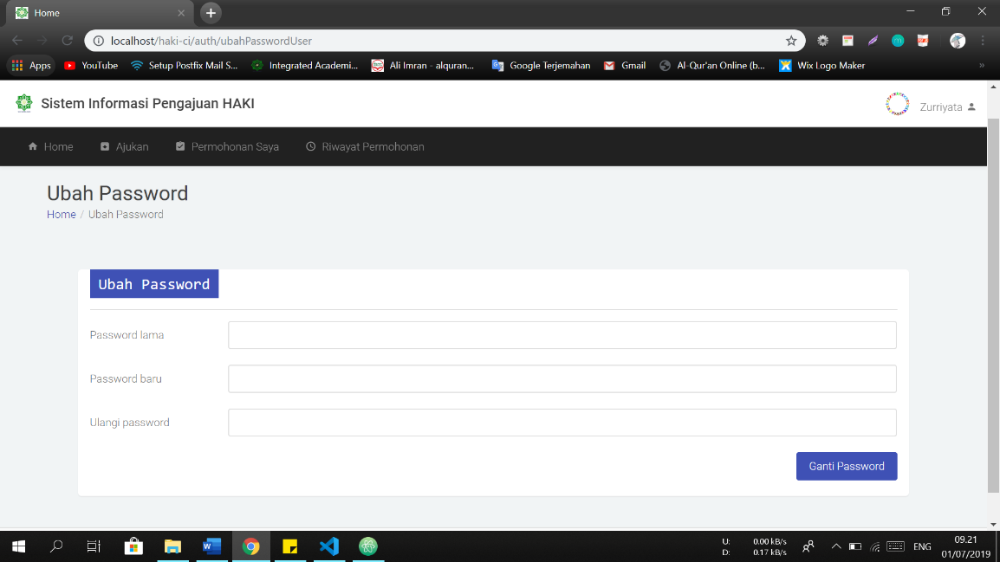 Home
localhost/haki-ci/auth/ubahPasswordUser
Apps YouTube Setup Postfix Mail S... Integrated Academi... Ali Imran - alquran... Google Terjemahan Gmail Al-Qur'an Online (b... Wix Logo Maker »
Sistem Informasi Pengajuan HAKI Zurriyata
Home Ajukan Permohonan Saya Riwayat Permohonan
Ubah Password
Home / Ubah Password
Ubah Password
Password lama
Password baru
Ulangi password
Ganti Password
U: 0.00 kB/s
D: 0.17 kB/s
ENG
09.21
01/07/2019